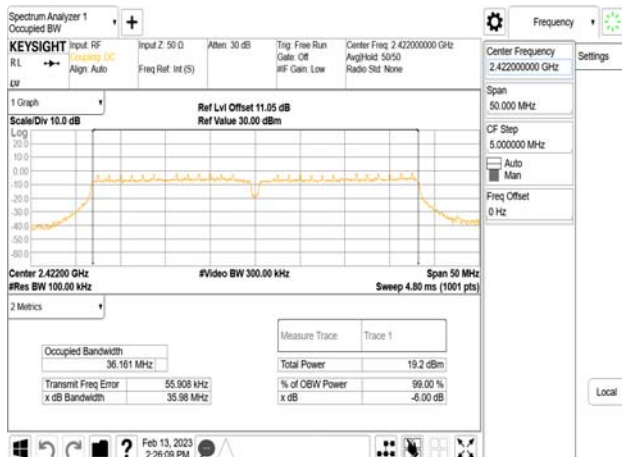 Spectrum Analyzer 1
Occupied BW
KEYSIGHT
RL
Input: RF
Coupling: DC
Align: Auto
Input Z: 50 Ω
Freq Ref: Int (S)
Atten: 30 dB
Trig: Free Run
Gate: Off
#IF Gain: Low
Center Freq: 2.422000000 GHz
Avg|Hold: 50/50
Radio Std: None
Frequency
Center Frequency
2.422000000 GHz
Settings
Span
50.000 MHz
CF Step
5.000000 MHz
Auto
Man
Freq Offset
0 Hz
Local
1 Graph
Scale/Div 10.0 dB
Ref Lvl Offset 11.05 dB
Ref Value 30.00 dBm
Log
20.0
10.0
0.00
-10.0
-20.0
-30.0
-40.0
-50.0
-60.0
Center 2.42200 GHz
#Res BW 100.00 kHz
#Video BW 300.00 kHz
Span 50 MHz
Sweep 4.80 ms (1001 pts)
2 Metrics
Measure Trace
Trace 1
Occupied Bandwidth
36.161 MHz
Total Power
19.2 dBm
Transmit Freq Error
55.908 kHz
% of OBW Power
99.00 %
x dB Bandwidth
35.98 MHz
x dB
-6.00 dB
Feb 13, 2023
2:26:09 PM